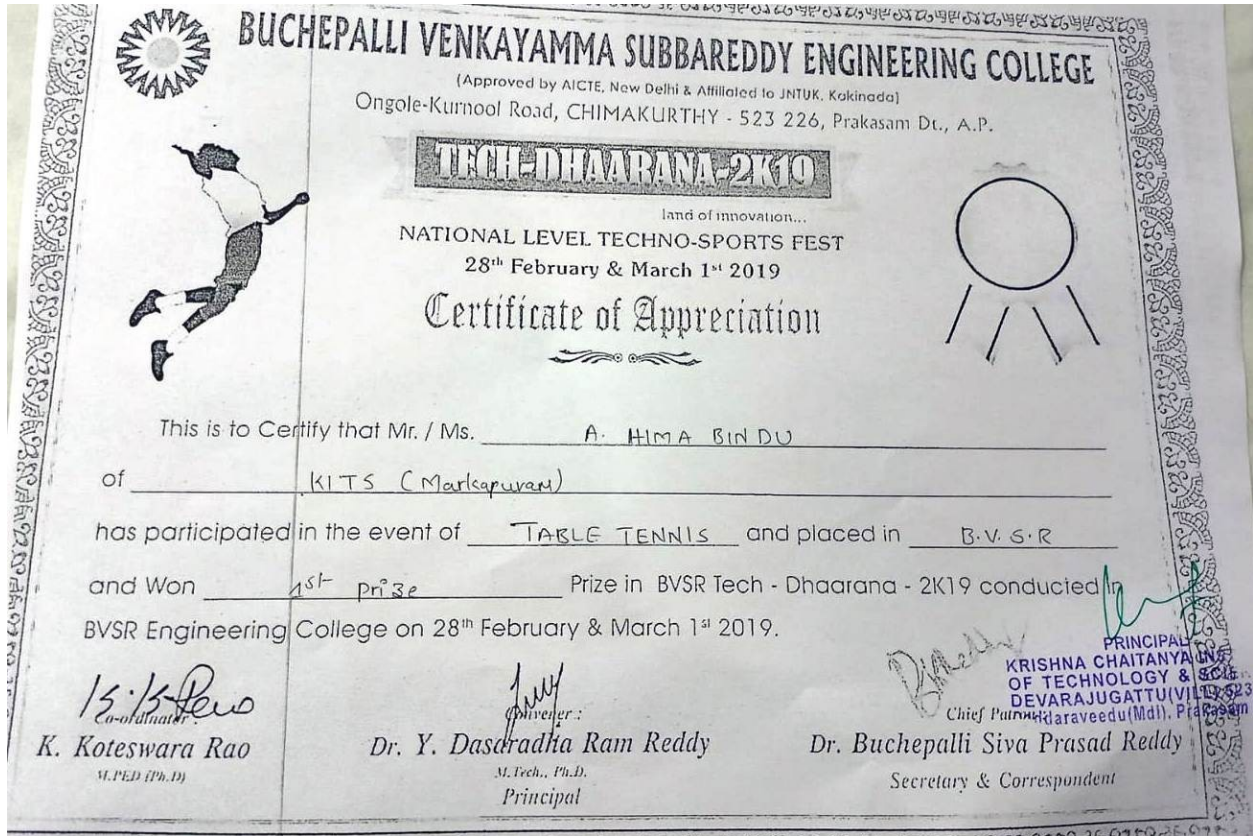 BUCHEPALLI VENKAYAMMA SUBBAREDDY ENGINEERING COLLEGE
(Approved by AICTE, New Delhi & Affiliated to JNTUK, Kakinada)
Ongole-Kurnool Road, CHIMAKURTHY - 523 226, Prakasam Dt., A.P.
TECH-DHAARANA-2K19
land of innovation...
NATIONAL LEVEL TECHNO-SPORTS FEST
28th February & March 1st 2019
Certificate of Appreciation
This is to Certify that Mr. / Ms. A. HIMA BINDU
of KITS (Markapuram)
has participated in the event of TABLE TENNIS and placed in B.V.S.R
and Won 1st Prize Prize in BVSR Tech - Dhaarana - 2K19 conducted in
BVSR Engineering College on 28th February & March 1st 2019.
PRINCIPAL
KRISHNA CHAITANYA INS
OF TECHNOLOGY &
DEVARAJUGATTU(VILL), 523
daraveedu(Mdl), Prakasam
Co-ordinator :
Convener :
Chief Patron
K. Koteswara Rao
Dr. Y. Dasaradha Ram Reddy
Dr. Buchepalli Siva Prasad Reddy
M.PED (Ph.D)
M.Tech., Ph.D.
Secretary & Correspondent
Principal